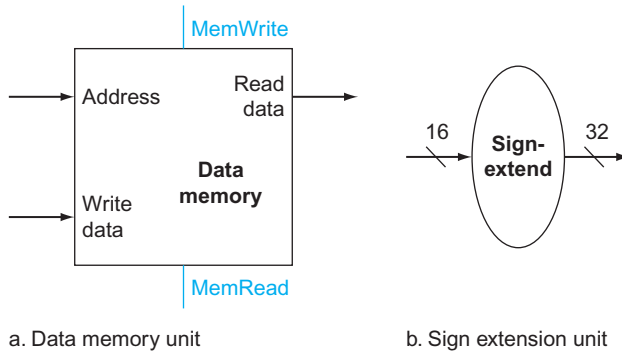 MemWrite
Address
Read
data
Data
memory
Write
data
MemRead
a. Data memory unit
16
Sign-
extend
32
b. Sign extension unit